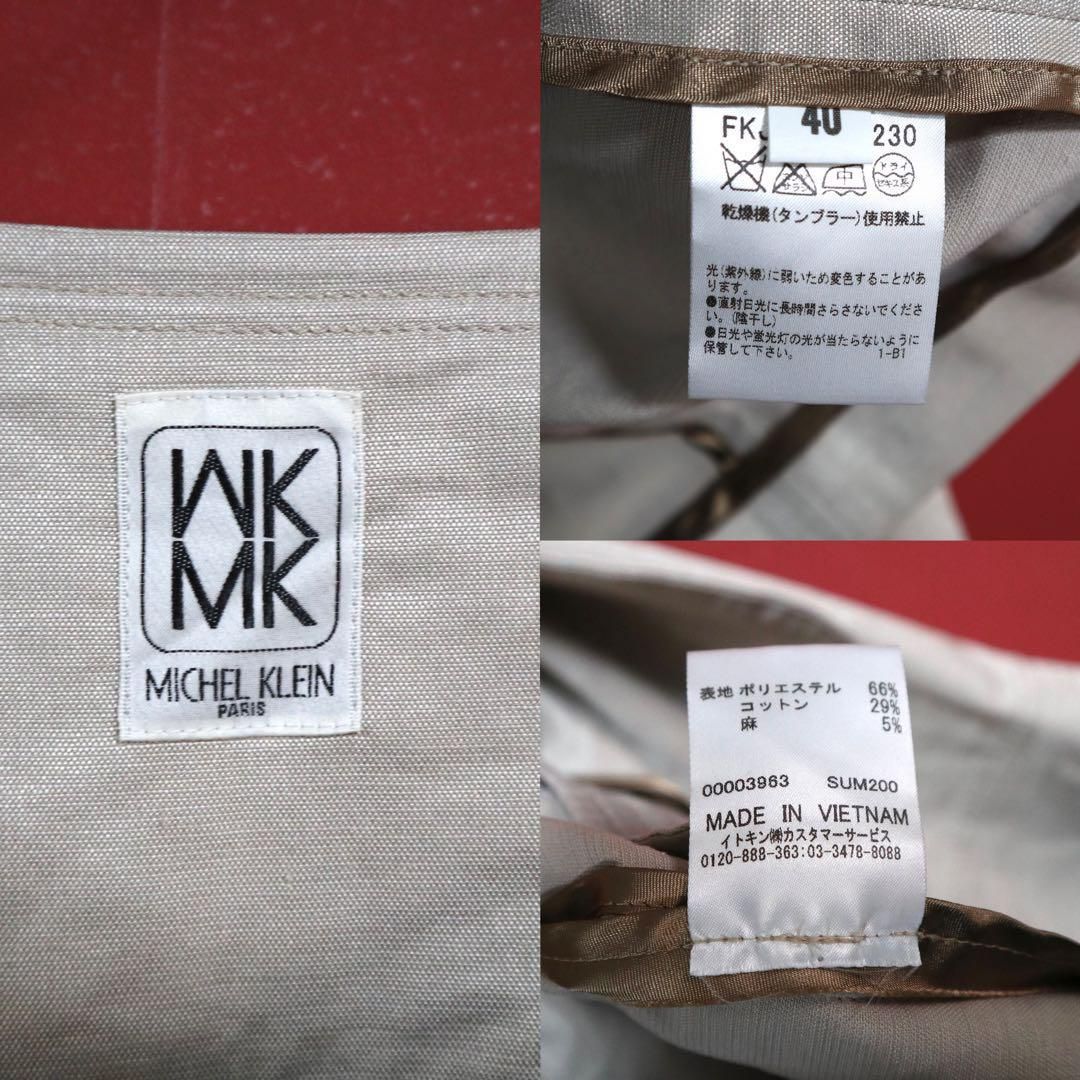 MK
MK
MICHEL KLEIN
PARIS
40
FK
230
ドライ
セキユ系
中
乾燥機(タンブラー)使用禁止
光(紫外線)に弱いため変色することがあ
ります。
●直射日光に長時間さらさないでくださ
い。(陰干し)
●日光や蛍光灯の光が当たらないように
保管して下さい。 1-B1
表地 ポリエステル 66%
コットン 29%
麻 5%
00003963 SUM200
MADE IN VIETNAM
イトキン㈱カスタマーサービス
0120-888-363:03-3478-8088